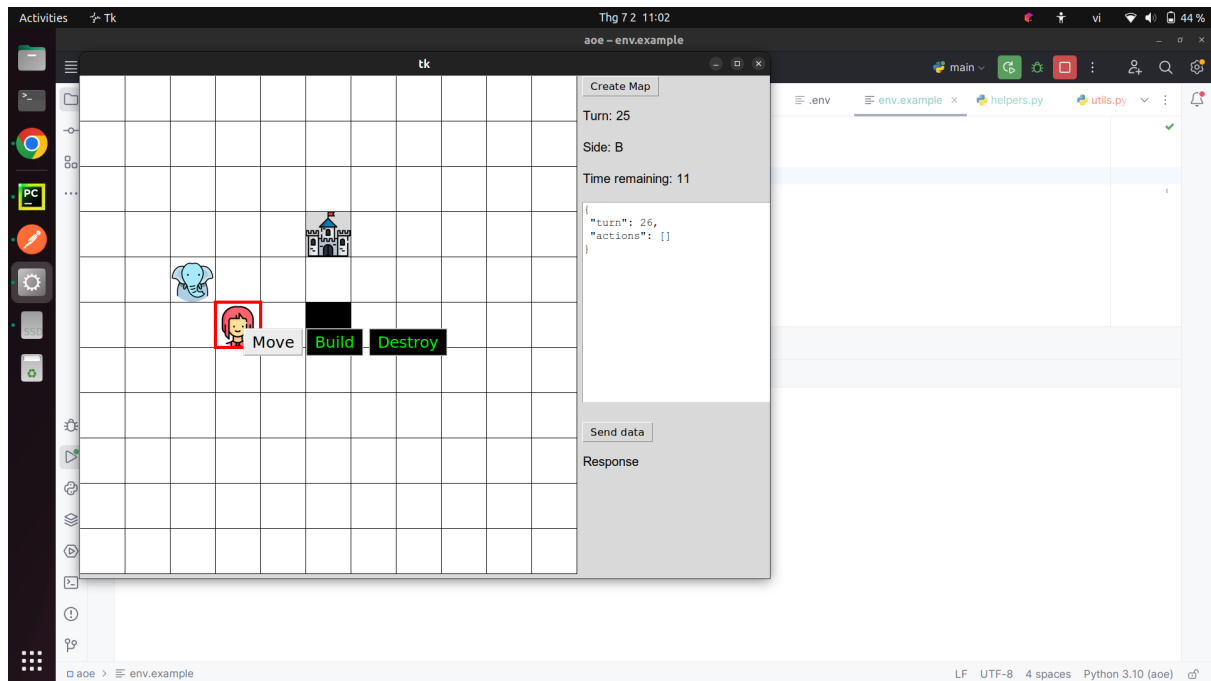 Activities
Tk
Thg 7 2 11:02
vi
44 %
aoe – env.example
tk
main
Create Map
.env
env.example
helpers.py
utils.py
Turn: 25
Side: B
Time remaining: 11
{
"turn": 26,
"actions": []
}
PC
Move
Build
Destroy
SSD
Send data
Response
aoe > env.example
LF UTF-8 4 spaces Python 3.10 (aoe)